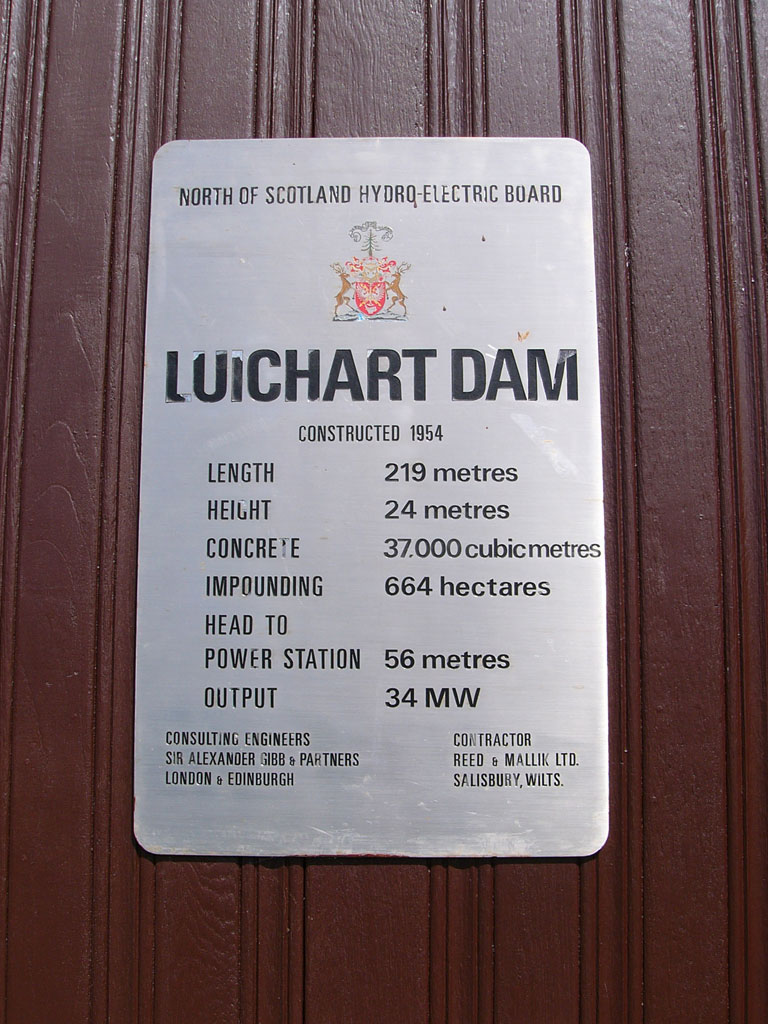 NORTH OF SCOTLAND HYDRO-ELECTRIC BOARD
LUICHART DAM
CONSTRUCTED 1954
LENGTH 219 metres
HEIGHT 24 metres
CONCRETE 37.000 cubic metres
IMPOUNDING 664 hectares
HEAD TO
POWER STATION 56 metres
OUTPUT 34 MW
CONSULTING ENGINEERS
SIR ALEXANDER GIBB & PARTNERS
LONDON & EDINBURGH
CONTRACTOR
REED & MALLIK LTD.
SALISBURY, WILTS.